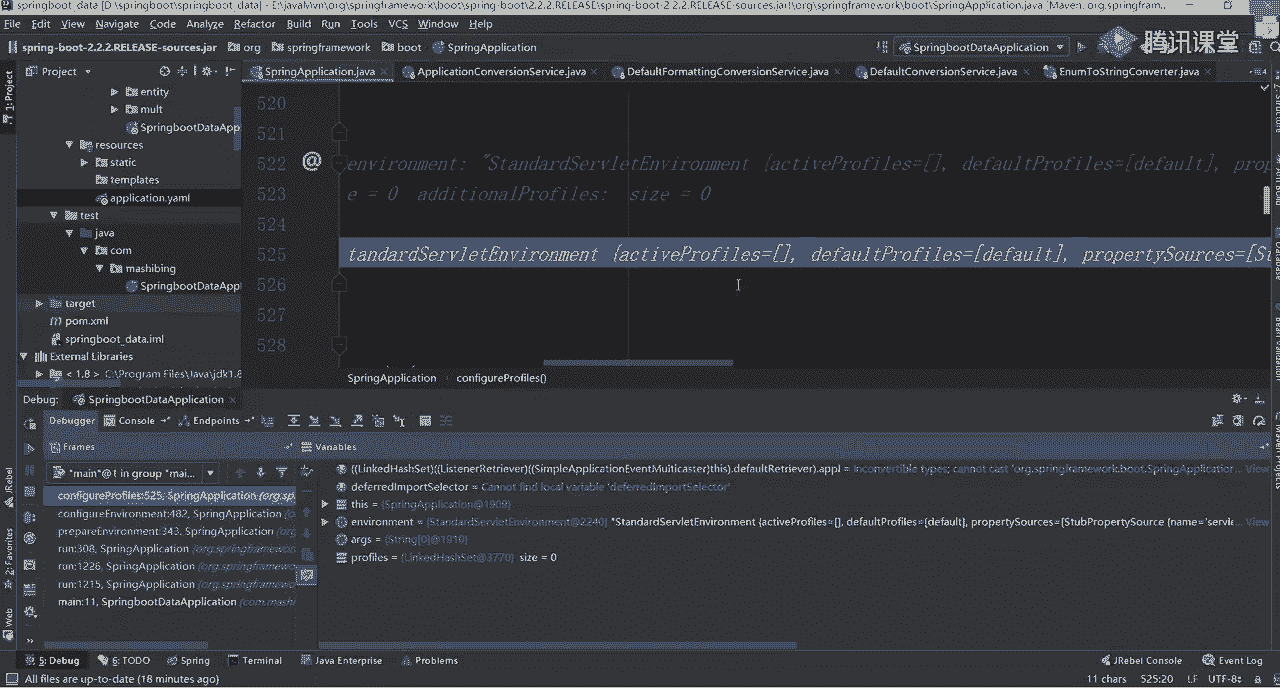 springboot_data [D:\springboot\springboot_data] - E:\javaMvn\org\springframework\boot\spring-boot\2.2.2.RELEASE\spring-boot-2.2.2.RELEASE-sources.jar!\org\springframework\boot\SpringApplication.java [Maven: org.springfram...
File Edit View Navigate Code Analyze Refactor Build Run Tools VCS Window Help
spring-boot-2.2.2.RELEASE-sources.jar org springframework boot SpringApplication SpringbootDataApplication 腾讯课堂
Project SpringApplication.java ApplicationConversionService.java DefaultFormattingConversionService.java DefaultConversionService.java EnumToStringConverter.java
1: Project
entity
mult
SpringbootDataApp
resources
static
templates
application.yaml
test
java
com
mashibing
SpringbootDataAppl
target
pom.xml
springboot_data.iml
External Libraries
< 1.8 > C:\Program Files\Java\jdk1.8
520
521
522 @ environment: "StandardServletEnvironment {activeProfiles=[], defaultProfiles=[default], prop
523 e = 0 additionalProfiles: size = 0
524
525 tandardServletEnvironment {activeProfiles=[], defaultProfiles=[default], propertySources=[St
526
527
528
SpringApplication configureProfiles()
Debug: SpringbootDataApplication
Debugger Console Endpoints
Frames Variables
"main"@1 in group "mai...
configureProfiles:525, SpringApplication (org.sp
configureEnvironment:482, SpringApplication
prepareEnvironment:343, SpringApplication
run:308, SpringApplication (org.springframewo
run:1226, SpringApplication (org.springframew
run:1215, SpringApplication (org.springframew
main:11, SpringbootDataApplication (com.mashi
((LinkedHashSet)((ListenerRetriever)((SimpleApplicationEventMulticaster)this).defaultRetriever).appl = Inconvertible types; cannot cast 'org.springframework.boot.SpringApplication... View
deferredImportSelector = Cannot find local variable 'deferredImportSelector'
this = {SpringApplication@1909}
environment = {StandardServletEnvironment@2240} "StandardServletEnvironment {activeProfiles=[], defaultProfiles=[default], propertySources=[StubPropertySource {name='servle... View
args = {String[0]@1910}
profiles = {LinkedHashSet@3770} size = 0
JRebel
2: Favorites
Web
5: Debug 6: TODO Spring Terminal Java Enterprise Problems JRebel Console Event Log
All files are up-to-date (18 minutes ago) 11 chars 525:20 LF UTF-8